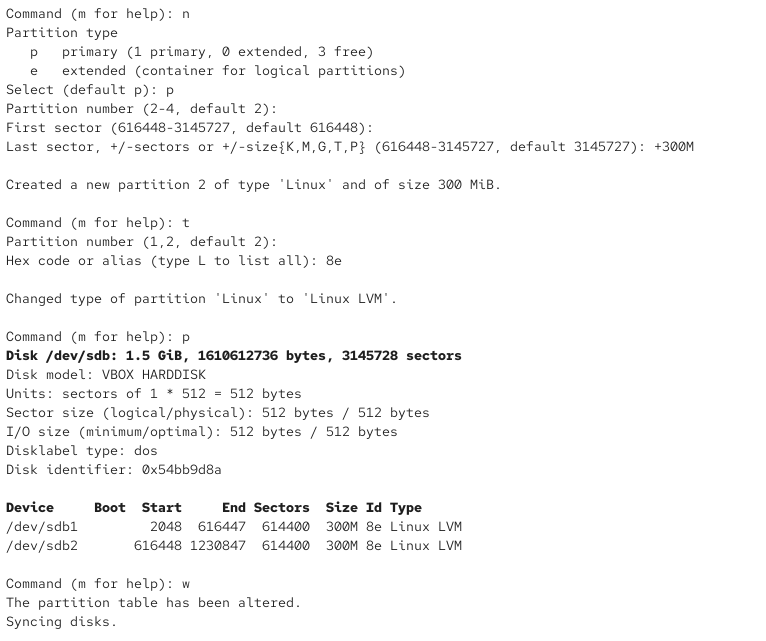 Command (m for help): n
Partition type
   p   primary (1 primary, 0 extended, 3 free)
   e   extended (container for logical partitions)
Select (default p): p
Partition number (2-4, default 2):
First sector (616448-3145727, default 616448):
Last sector, +/-sectors or +/-size{K,M,G,T,P} (616448-3145727, default 3145727): +300M

Created a new partition 2 of type 'Linux' and of size 300 MiB.

Command (m for help): t
Partition number (1,2, default 2):
Hex code or alias (type L to list all): 8e

Changed type of partition 'Linux' to 'Linux LVM'.

Command (m for help): p
Disk /dev/sdb: 1.5 GiB, 1610612736 bytes, 3145728 sectors
Disk model: VBOX HARDDISK
Units: sectors of 1 * 512 = 512 bytes
Sector size (logical/physical): 512 bytes / 512 bytes
I/O size (minimum/optimal): 512 bytes / 512 bytes
Disklabel type: dos
Disk identifier: 0x54bb9d8a

Device     Boot  Start     End Sectors  Size Id Type
/dev/sdb1         2048  616447  614400  300M 8e Linux LVM
/dev/sdb2       616448 1230847  614400  300M 8e Linux LVM

Command (m for help): w
The partition table has been altered.
Syncing disks.